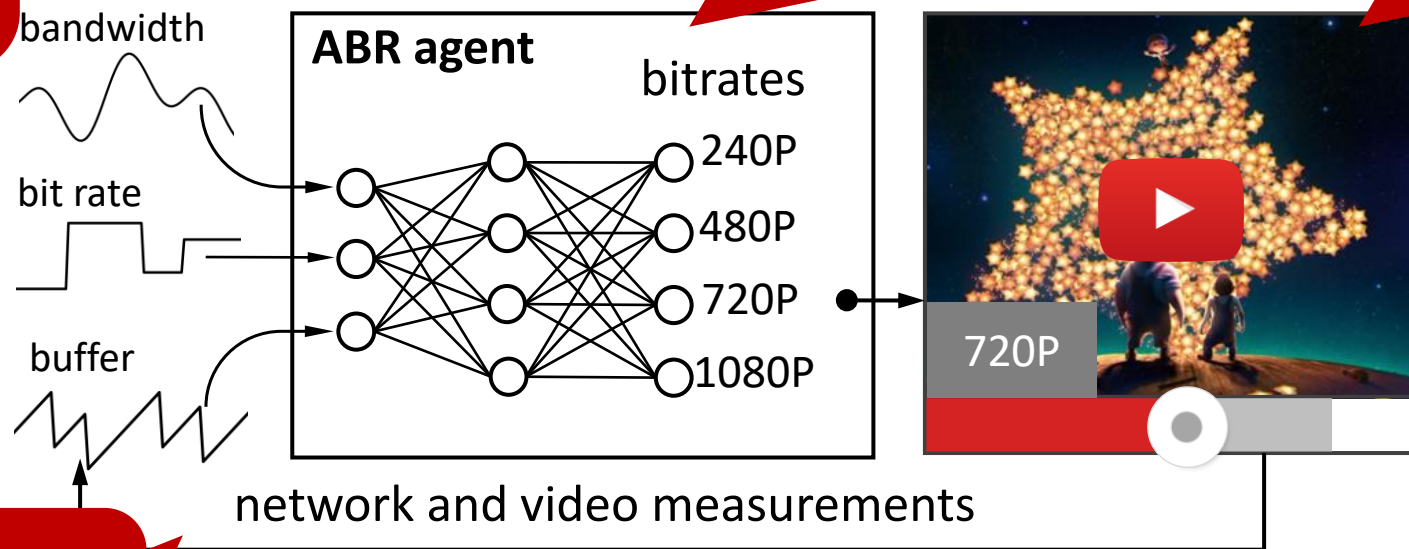 bandwidth
ABR agent
bitrates
240P
bit rate
480P
720P
buffer
720P
1080P
network and video measurements